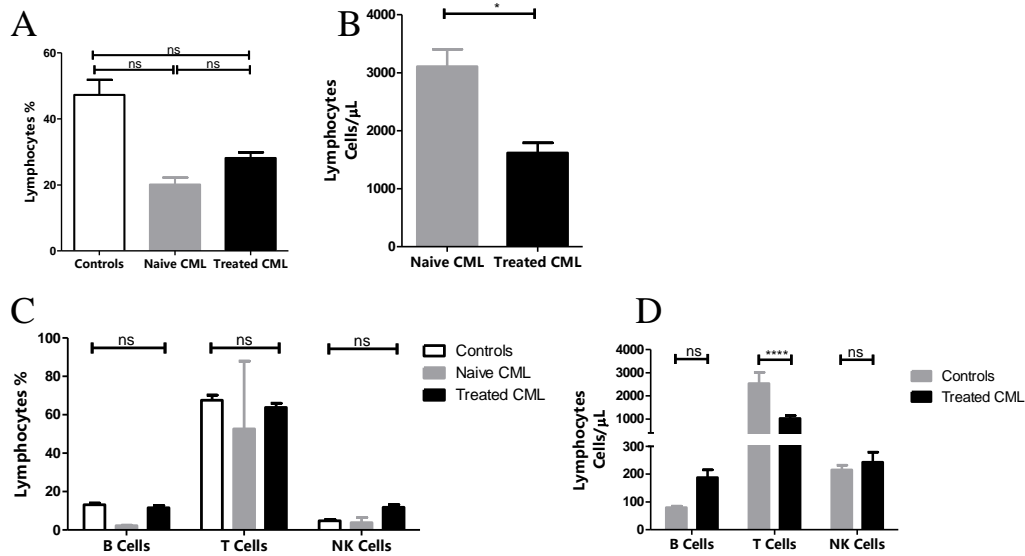 A
ns
ns
ns
60
40
20
0
Lymphocytes %
Controls
Naive CML
Treated CML
B
*
4000
3000
2000
1000
0
Lymphocytes
Cells/µL
Naive CML
Treated CML
C
ns
ns
ns
100
80
60
40
20
0
Lymphocytes %
B Cells
T Cells
NK Cells
Controls
Naive CML
Treated CML
D
ns
****
ns
4000
3000
2000
1000
300
200
100
0
Lymphocytes
Cells/µL
B Cells
T Cells
NK Cells
Controls
Treated CML